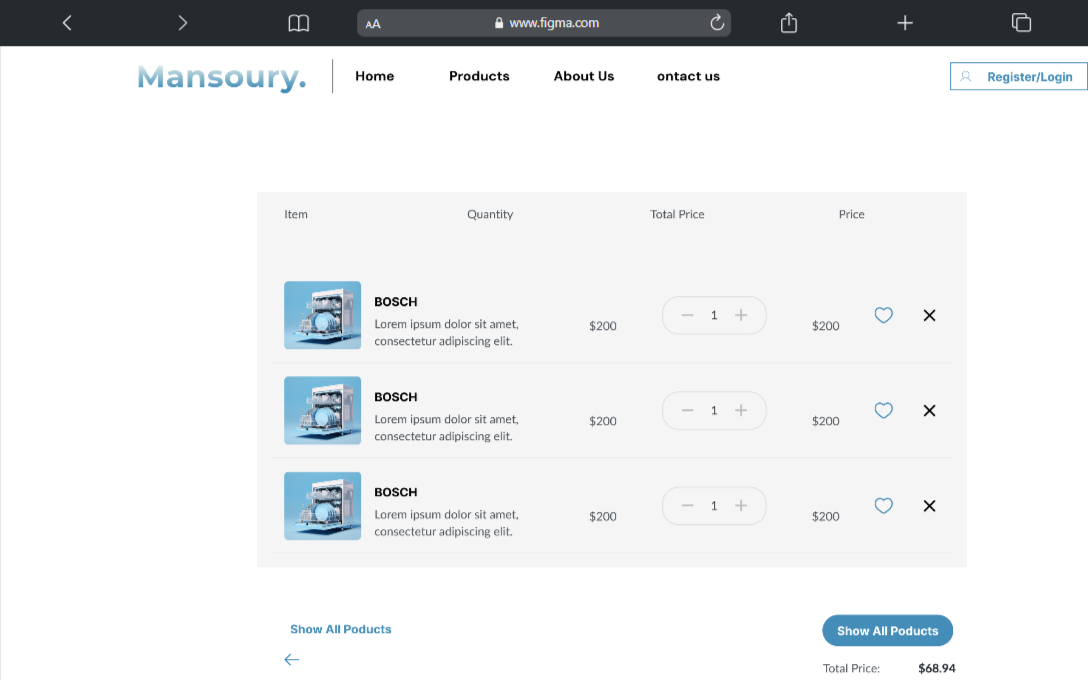 AA www.figma.com
Mansoury. Home Products About Us ontact us Register/Login
Item Quantity Total Price Price
BOSCH
Lorem ipsum dolor sit amet,
consectetur adipiscing elit.
$200 1 $200
BOSCH
Lorem ipsum dolor sit amet,
consectetur adipiscing elit.
$200 1 $200
BOSCH
Lorem ipsum dolor sit amet,
consectetur adipiscing elit.
$200 1 $200
Show All Poducts Show All Poducts
Total Price: $68.94